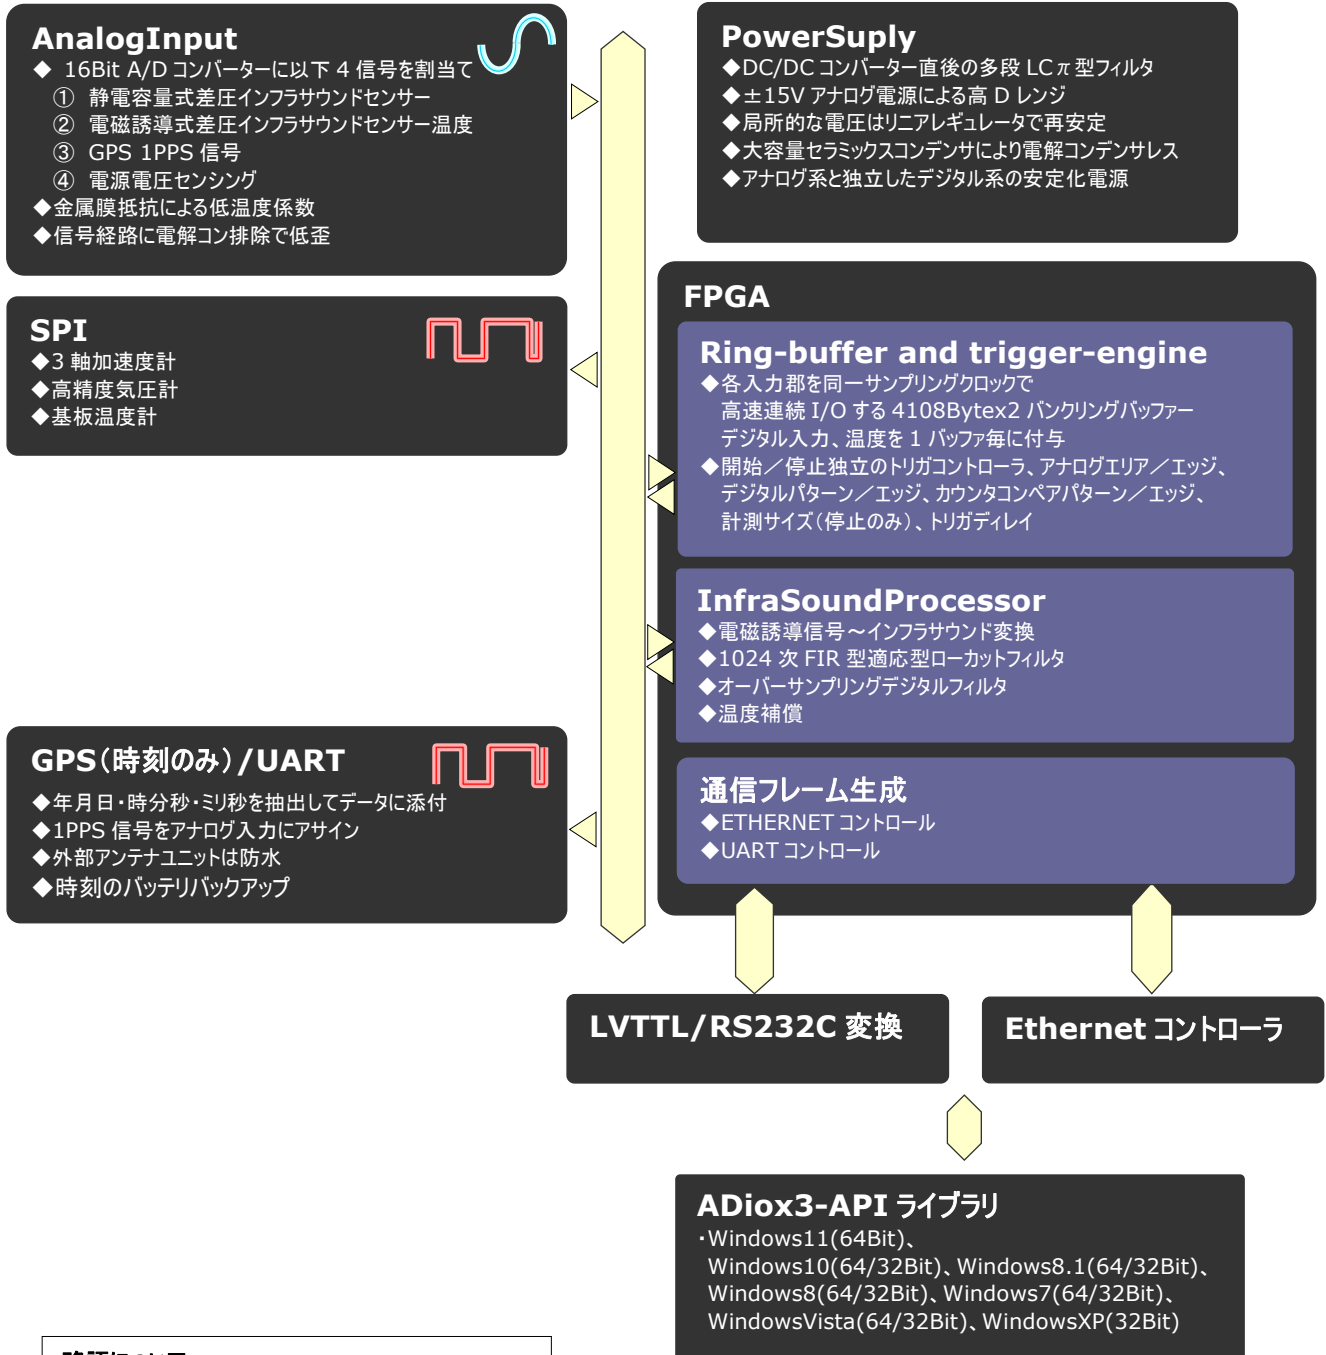 AnalogInput
◆ 16Bit A/D コンバーターに以下 4 信号を割当て
① 静電容量式差圧インフラサウンドセンサー
② 電磁誘導式差圧インフラサウンドセンサー温度
③ GPS 1PPS 信号
④ 電源電圧センシング
◆金属膜抵抗による低温度係数
◆信号経路に電解コン排除で低歪
PowerSuply
◆DC/DC コンバーター直後の多段 LCπ型フィルタ
◆±15V アナログ電源による高 D レンジ
◆局所的な電圧はリニアレギュレータで再安定
◆大容量セラミックスコンデンサにより電解コンデンサレス
◆アナログ系と独立したデジタル系の安定化電源
SPI
◆3 軸加速度計
◆高精度気圧計
◆基板温度計
FPGA
Ring-buffer and trigger-engine
◆各入力郡を同一サンプリングクロックで
高速連続 I/O する 4108Bytex2 バンクリングバッファー
デジタル入力、温度を 1 バッファ毎に付与
◆開始／停止独立のトリガコントローラ、アナログエリア／エッジ、
デジタルパターン／エッジ、カウンタコンペアパターン／エッジ、
計測サイズ（停止のみ）、トリガディレイ
InfraSoundProcessor
◆電磁誘導信号～インフラサウンド変換
◆1024 次 FIR 型適応型ローカットフィルタ
◆オーバーサンプリングデジタルフィルタ
◆温度補償
GPS（時刻のみ）/UART
◆年月日・時分秒・ミリ秒を抽出してデータに添付
◆1PPS 信号をアナログ入力にアサイン
◆外部アンテナユニットは防水
◆時刻のバッテリバックアップ
通信フレーム生成
◆ETHERNET コントロール
◆UART コントロール
LVTTL/RS232C 変換
Ethernet コントローラ
ADiox3-API ライブラリ
・Windows11(64Bit)、
Windows10(64/32Bit)、Windows8.1(64/32Bit)、
Windows8(64/32Bit)、Windows7(64/32Bit)、
WindowsVista(64/32Bit)、WindowsXP(32Bit)